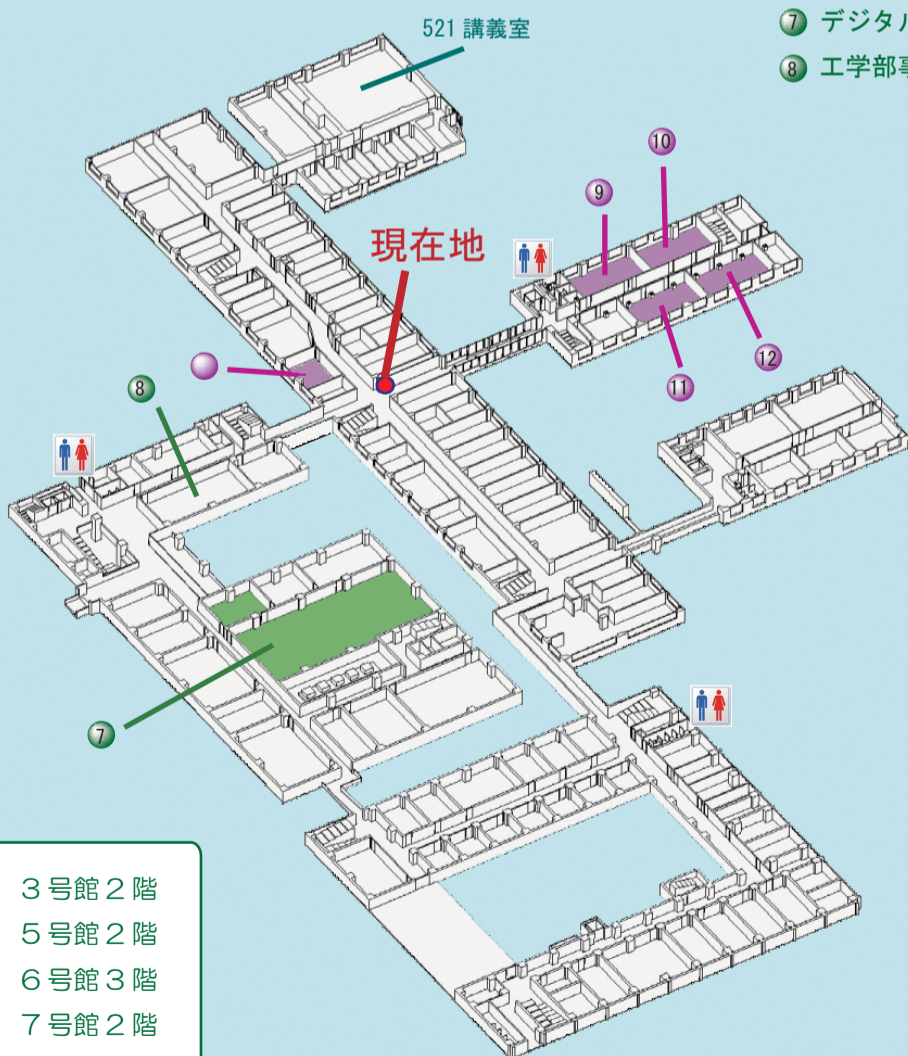 521 講義室
⑦ デジタル
⑧ 工学部事
⑩
⑨
現在地
⑫
⑪
⑧
⑦
3号館2階
5号館2階
6号館3階
7号館2階